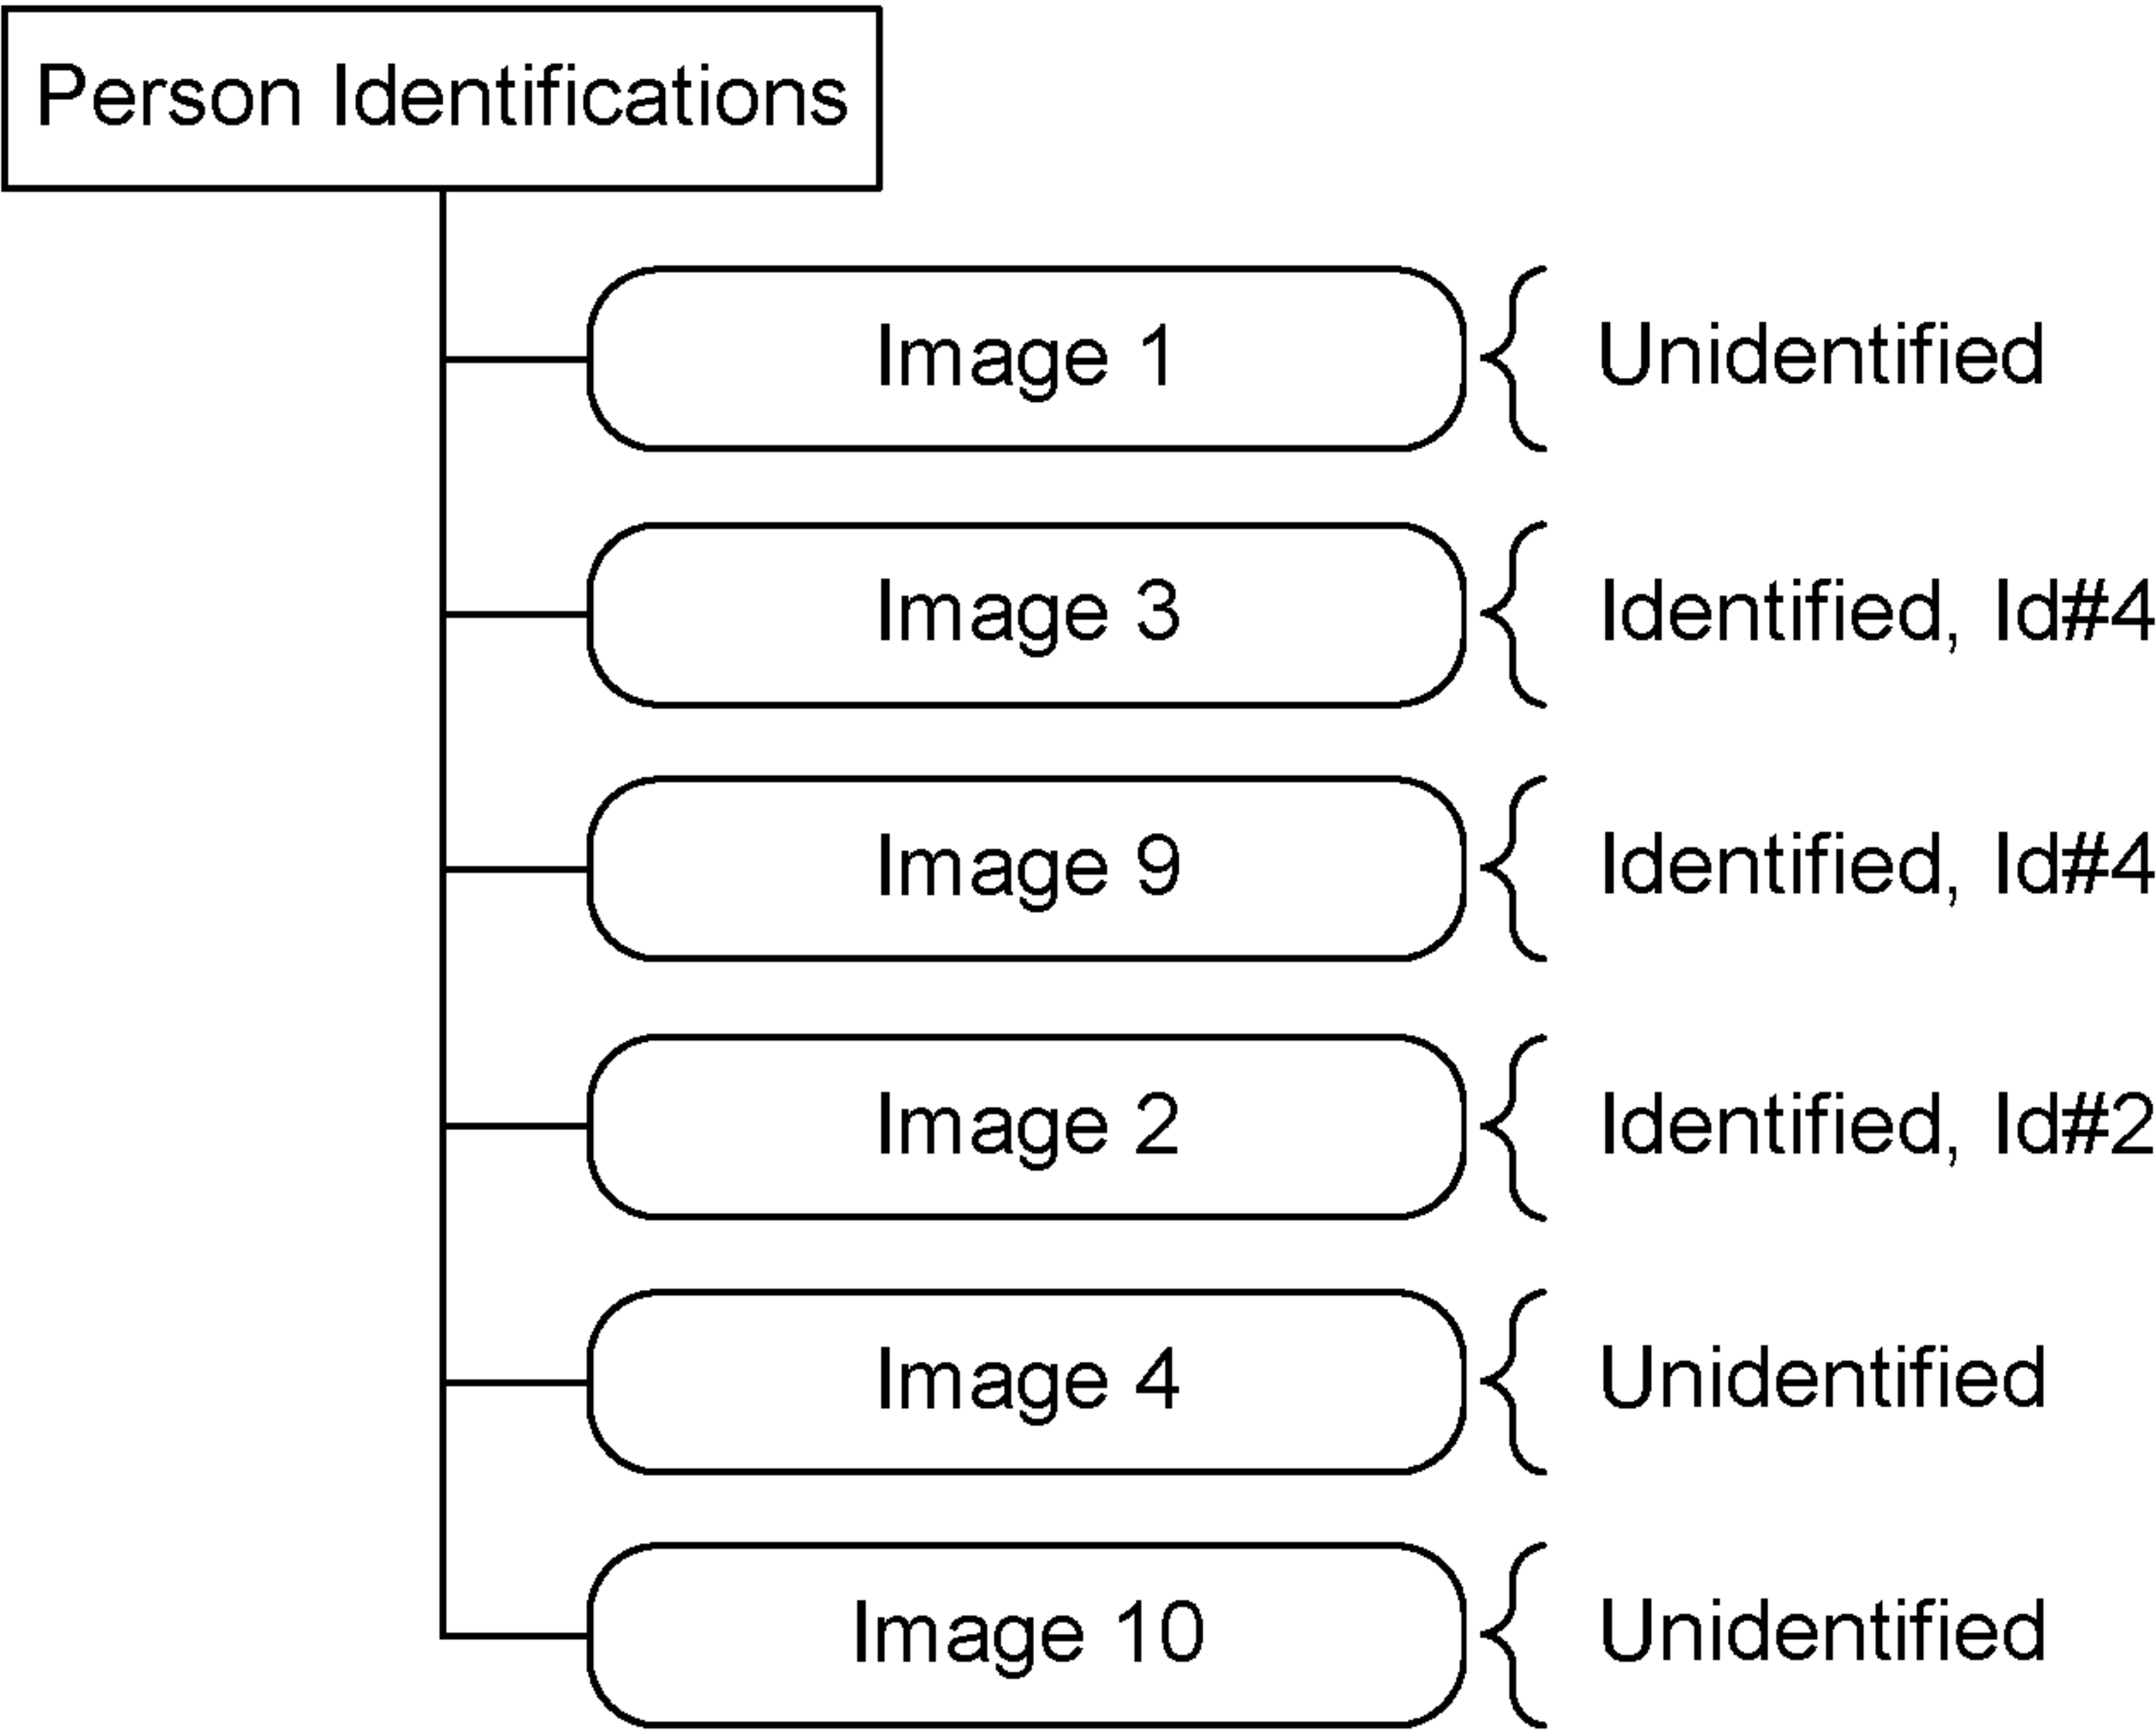 Person Identifications
Image 1 Unidentified
Image 3 Identified, Id#4
Image 9 Identified, Id#4
Image 2 Identified, Id#2
Image 4 Unidentified
Image 10 Unidentified